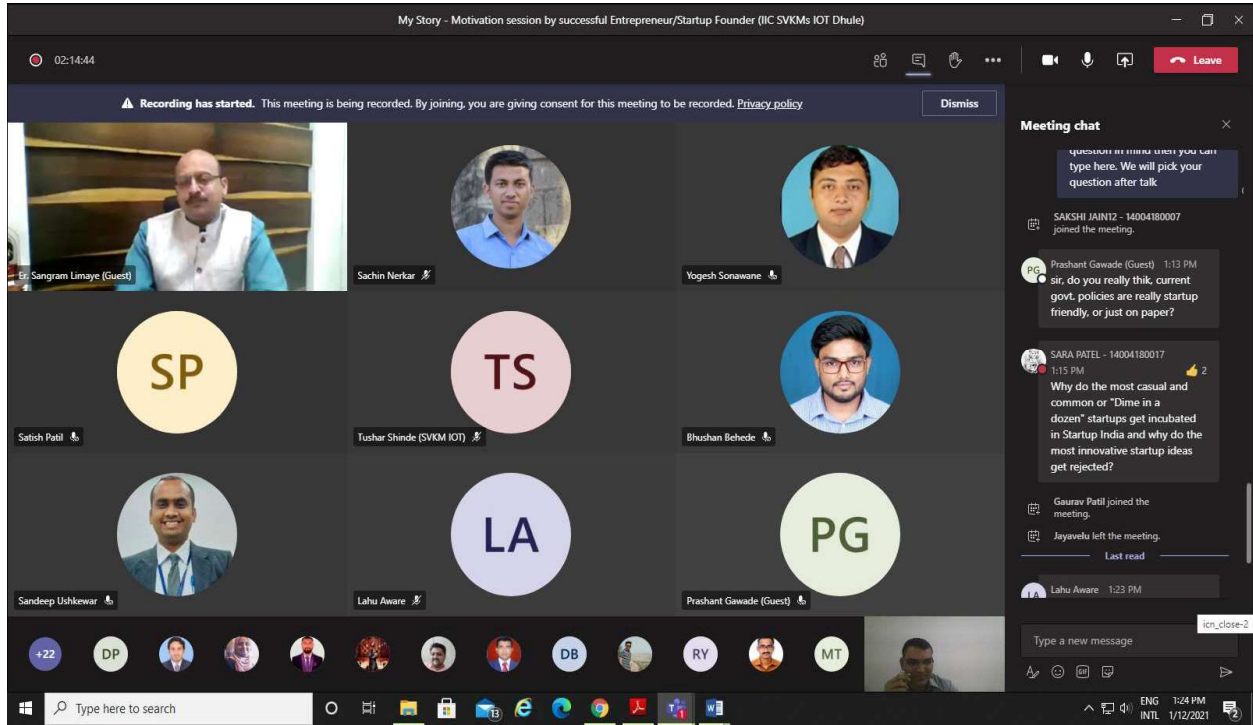 My Story - Motivation session by successful Entrepreneur/Startup Founder (IIC SVKMs IOT Dhule)
02:14:44
Leave
Recording has started. This meeting is being recorded. By joining, you are giving consent for this meeting to be recorded. Privacy policy
Dismiss
Er. Sangram Limaye (Guest)
Sachin Nerkar
Yogesh Sonawane
SP
Satish Patil
TS
Tushar Shinde (SVKM IOT)
Bhushan Behede
Sandeep Ushkewar
LA
Lahu Aware
PG
Prashant Gawade (Guest)
+22
DP
DB
RY
MT
Meeting chat
question in mind then you can
type here. We will pick your
question after talk
SAKSHI JAIN12 - 14004180007
joined the meeting.
PG
Prashant Gawade (Guest) 1:13 PM
sir, do you really thik, current
govt. policies are really startup
friendly, or just on paper?
SARA PATEL - 14004180017
1:15 PM
2
Why do the most casual and
common or "Dime in a
dozen" startups get incubated
in Startup India and why do the
most innovative startup ideas
get rejected?
Gaurav Patil joined the
meeting.
Jayavelu left the meeting.
Last read
LA
Lahu Aware 1:23 PM
icn_close-2
Type a new message
GIF
Type here to search
13
ENG
INTL
1:24 PM
1/12/2021
2